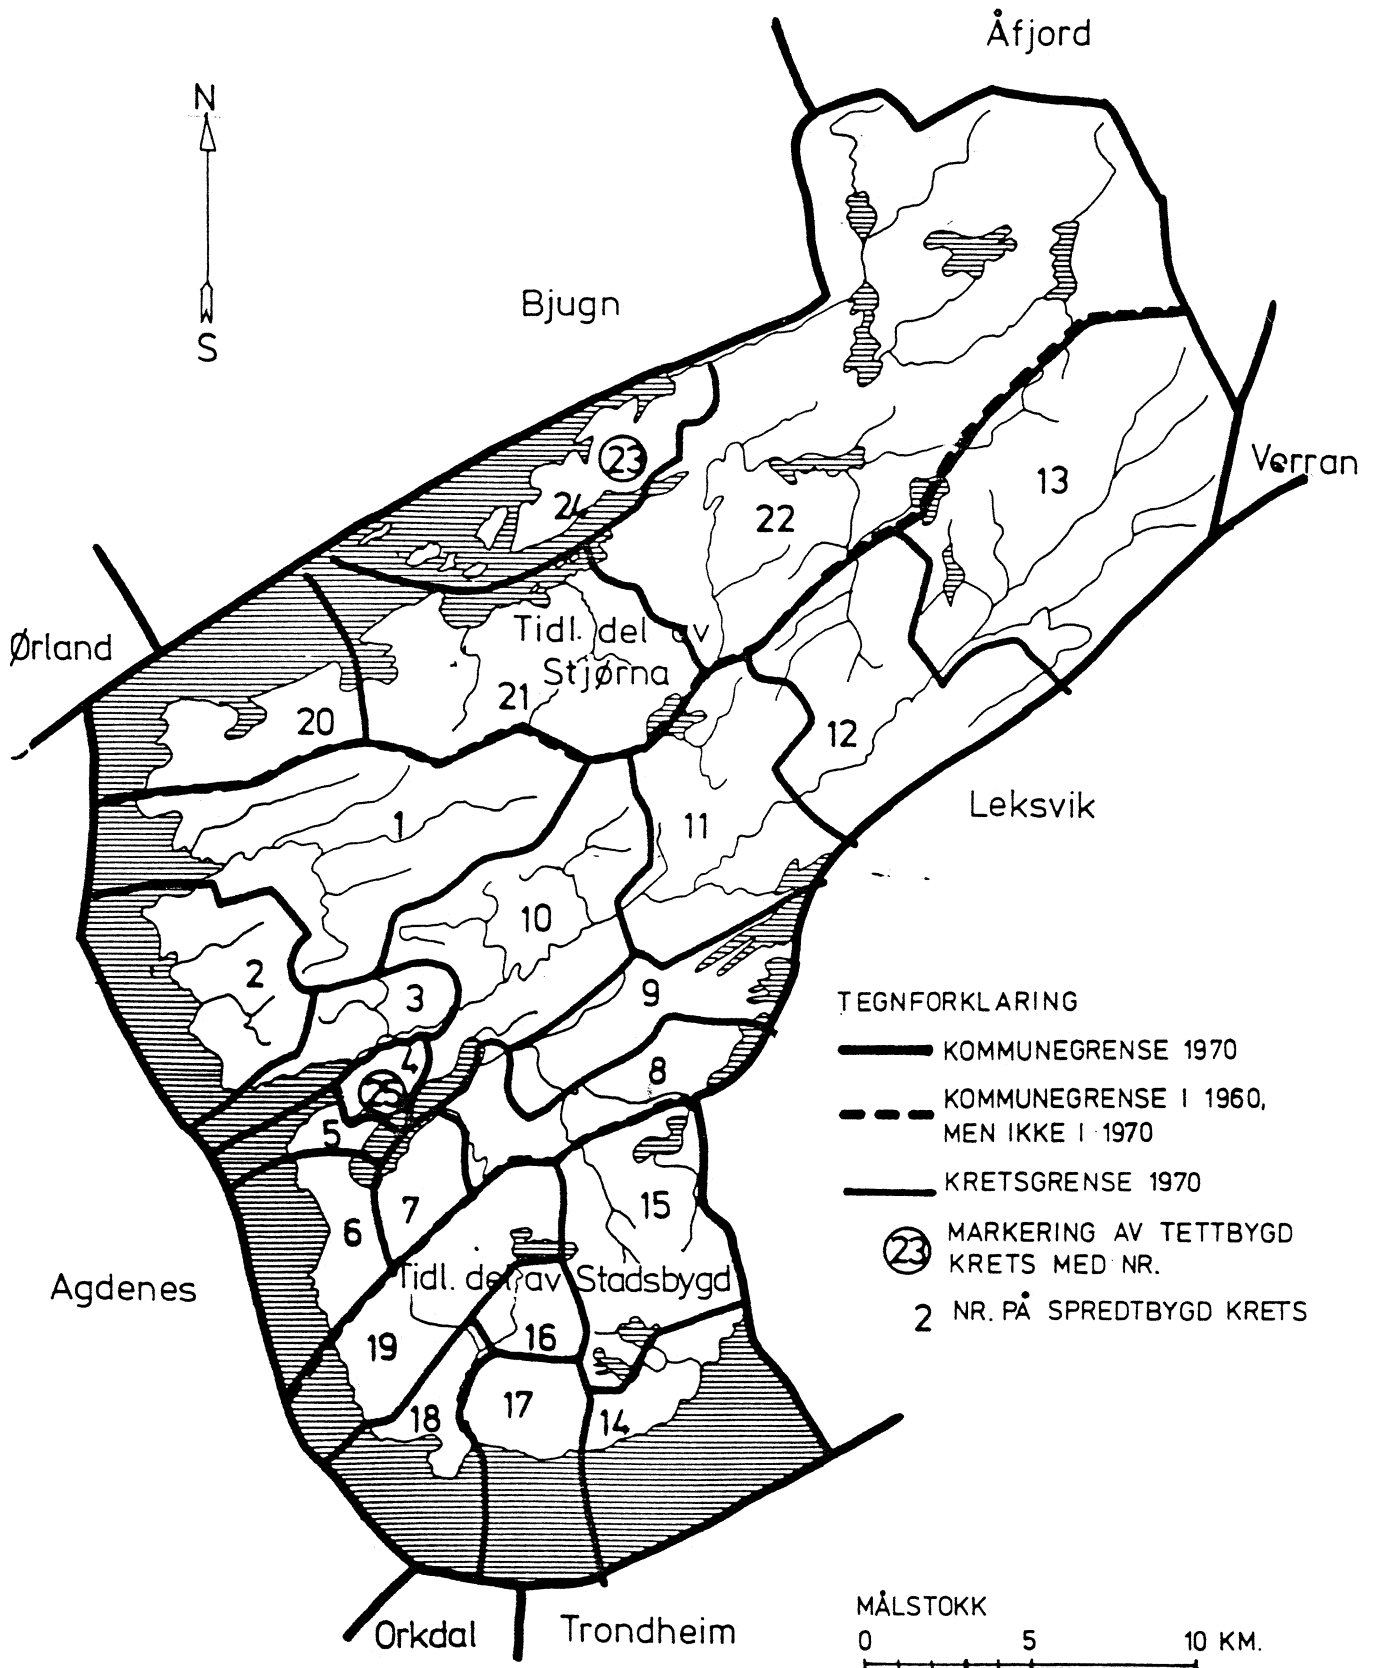 Åfjord
N
S
Bjugn
23
24
13
Verran
22
Ørland
Tidl. del av
Stjørna
21
20
12
Leksvik
1
11
10
2
3
9
TEGNFORKLARING
KOMMUNEGRENSE 1970
4
8
25
KOMMUNEGRENSE I 1960,
MEN IKKE I 1970
5
KRETSGRENSE 1970
7
15
6
23 MARKERING AV TETTBYGD
KRETS MED NR.
Agdenes
Tidl. del av Stadsbygd
2 NR. PÅ SPREDTBYGD KRETS
19
16
17
18
14
Orkdal
Trondheim
MÅLSTOKK
0 5 10 KM.